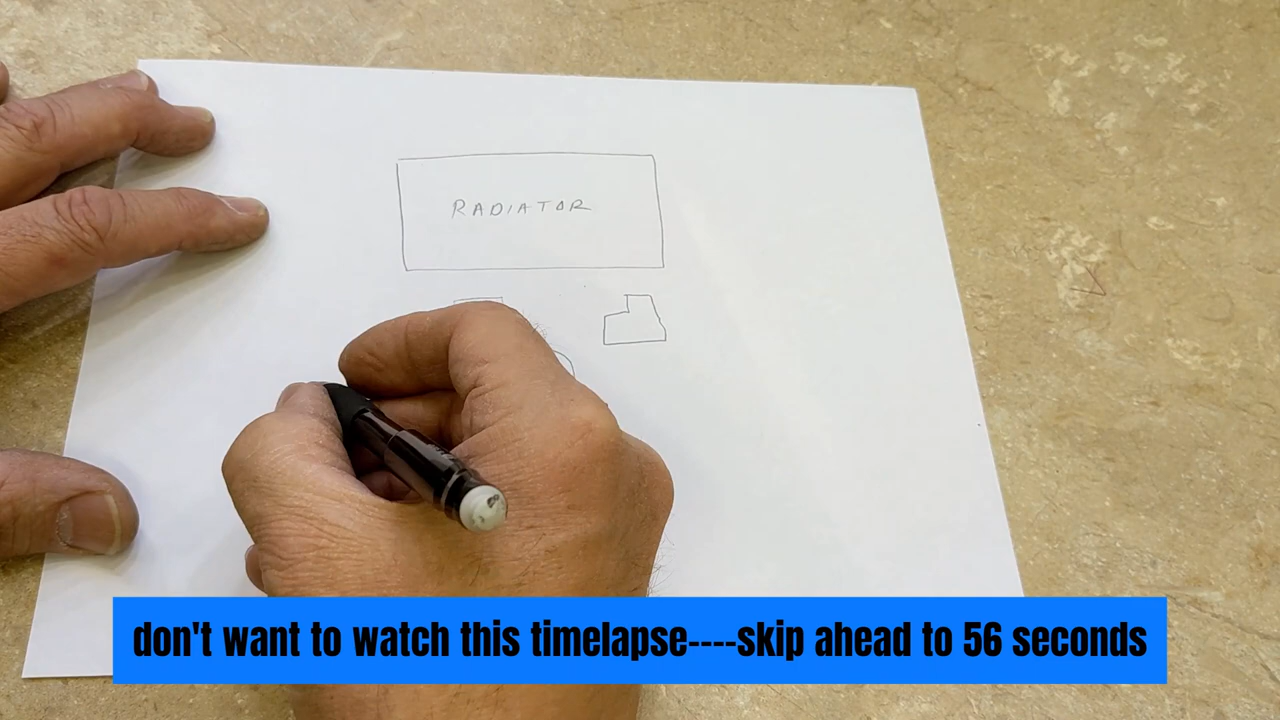 RADIATOR
don't want to watch this timelapse----skip ahead to 56 seconds